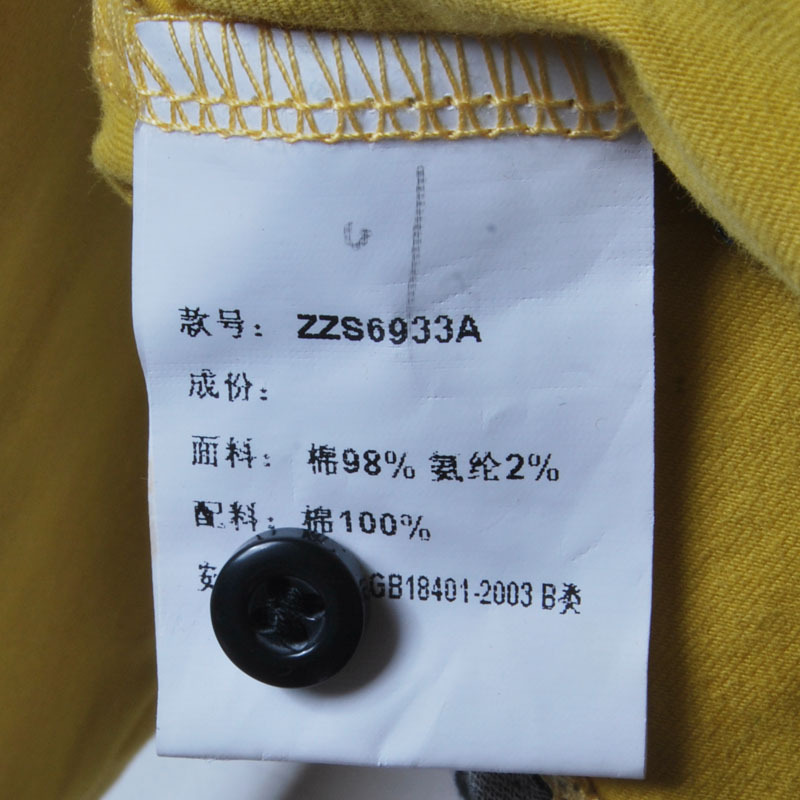 款号： ZZS6933A
成份：
面料： 棉98% 氨纶2%
配料： 棉100%
安 GB18401-2003 B类